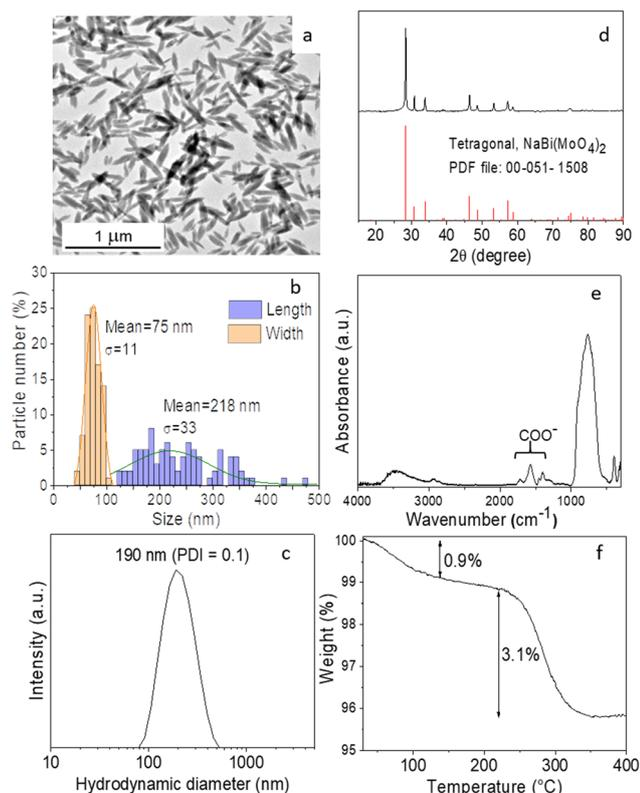 a
1 μm
d
Tetragonal, NaBi(MoO₄)₂
PDF file: 00-051- 1508
20 30 40 50 60 70 80 90
2θ (degree)
b
30
25
20
15
10
5
0
Particle number (%)
Length
Width
Mean=75 nm
σ=11
Mean=218 nm
σ=33
0 100 200 300 400 500
Size (nm)
e
Absorbance (a.u.)
COO⁻
4000 3000 2000 1000
Wavenumber (cm⁻¹)
c
190 nm (PDI = 0.1)
Intensity (a.u.)
10 100 1000
Hydrodynamic diameter (nm)
f
100
99
98
97
96
95
Weight (%)
0.9%
3.1%
100 200 300 400
Temperature (°C)